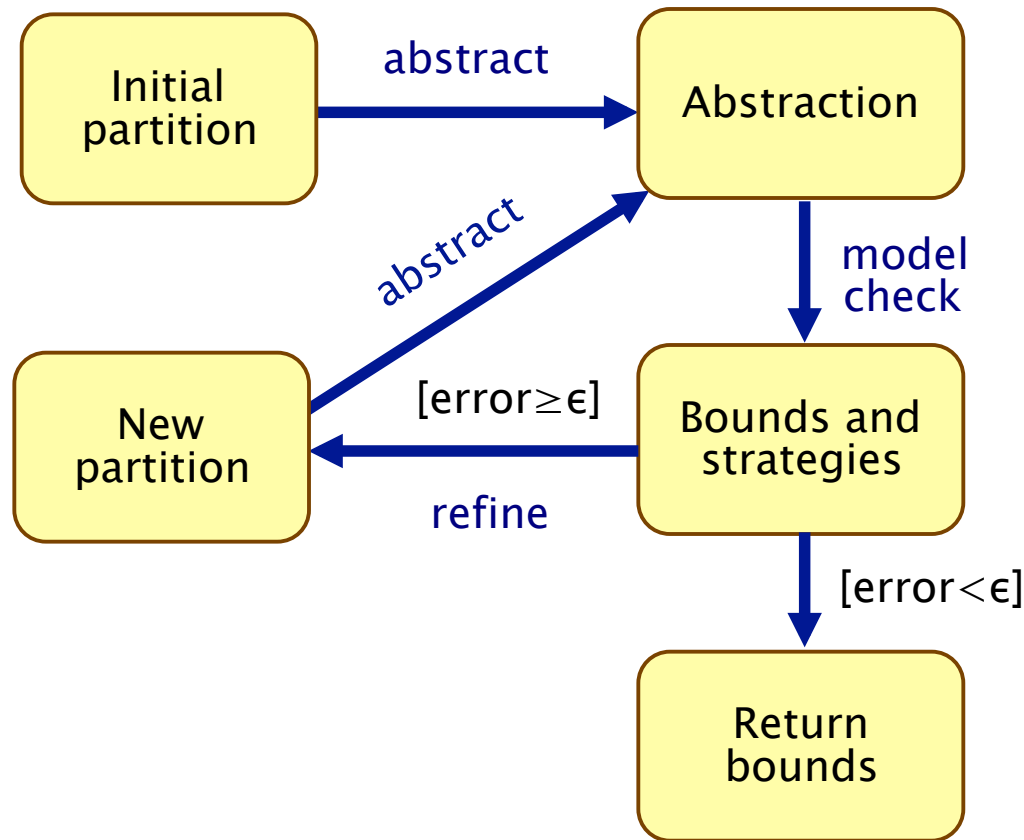 Initial
partition
abstract
Abstraction
abstract
model
check
New
partition
[error≥ϵ]
refine
Bounds and
strategies
[error<ϵ]
Return
bounds